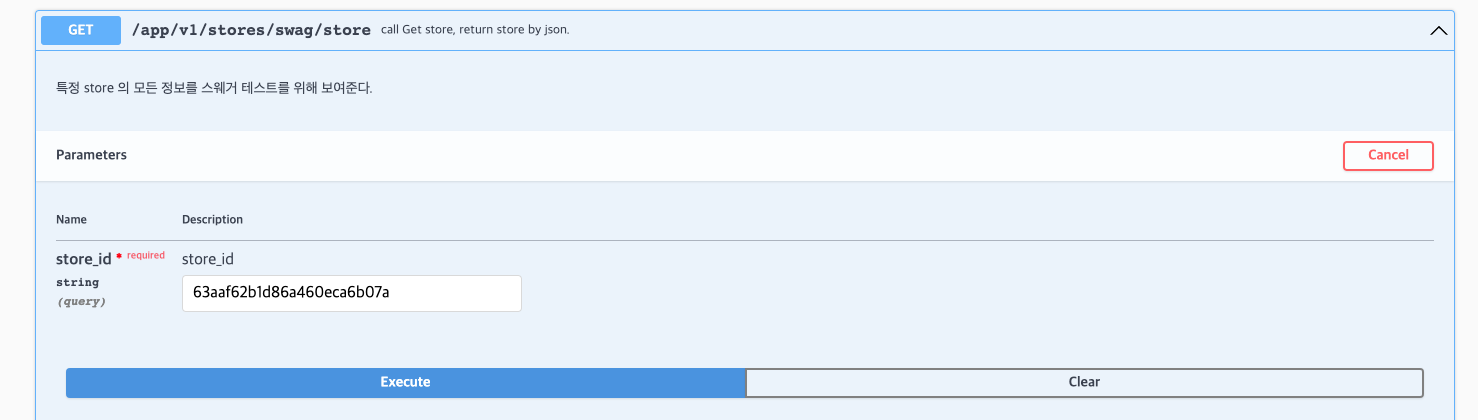 GET /app/v1/stores/swag/store call Get store, return store by json.
특정 store 의 모든 정보를 스웨거 테스트를 위해 보여준다.
Parameters Cancel
Name Description
store_id * required store_id
string
(query)
63aaf62b1d86a460eca6b07a
Execute Clear